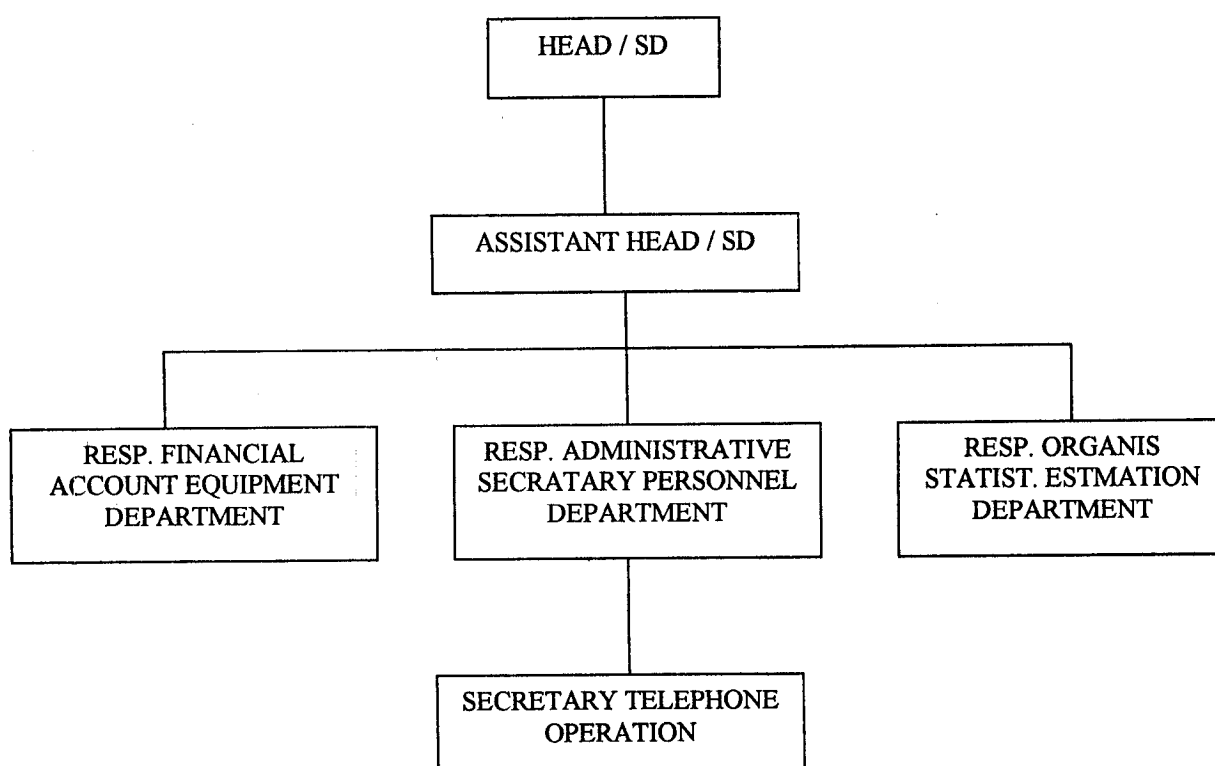 HEAD / SD
ASSISTANT HEAD / SD
RESP. FINANCIAL
ACCOUNT EQUIPMENT
DEPARTMENT
RESP. ADMINISTRATIVE
SECRATARY PERSONNEL
DEPARTMENT
RESP. ORGANIS
STATIST. ESTMATION
DEPARTMENT
SECRETARY TELEPHONE
OPERATION